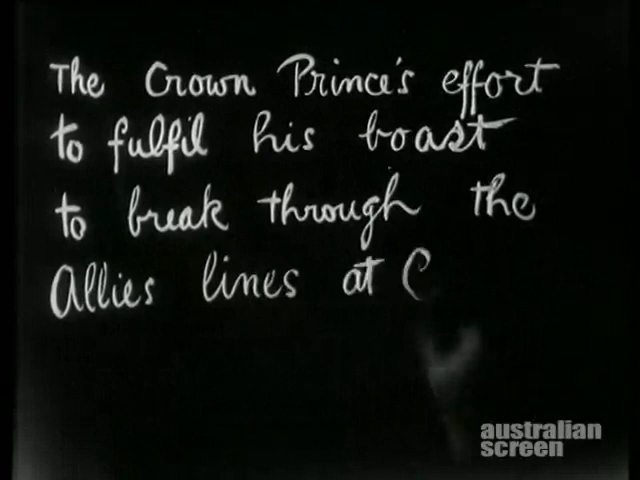 The Crown Prince's effort
to fulfil his boast
to break through the
Allies lines at C
australian
screen